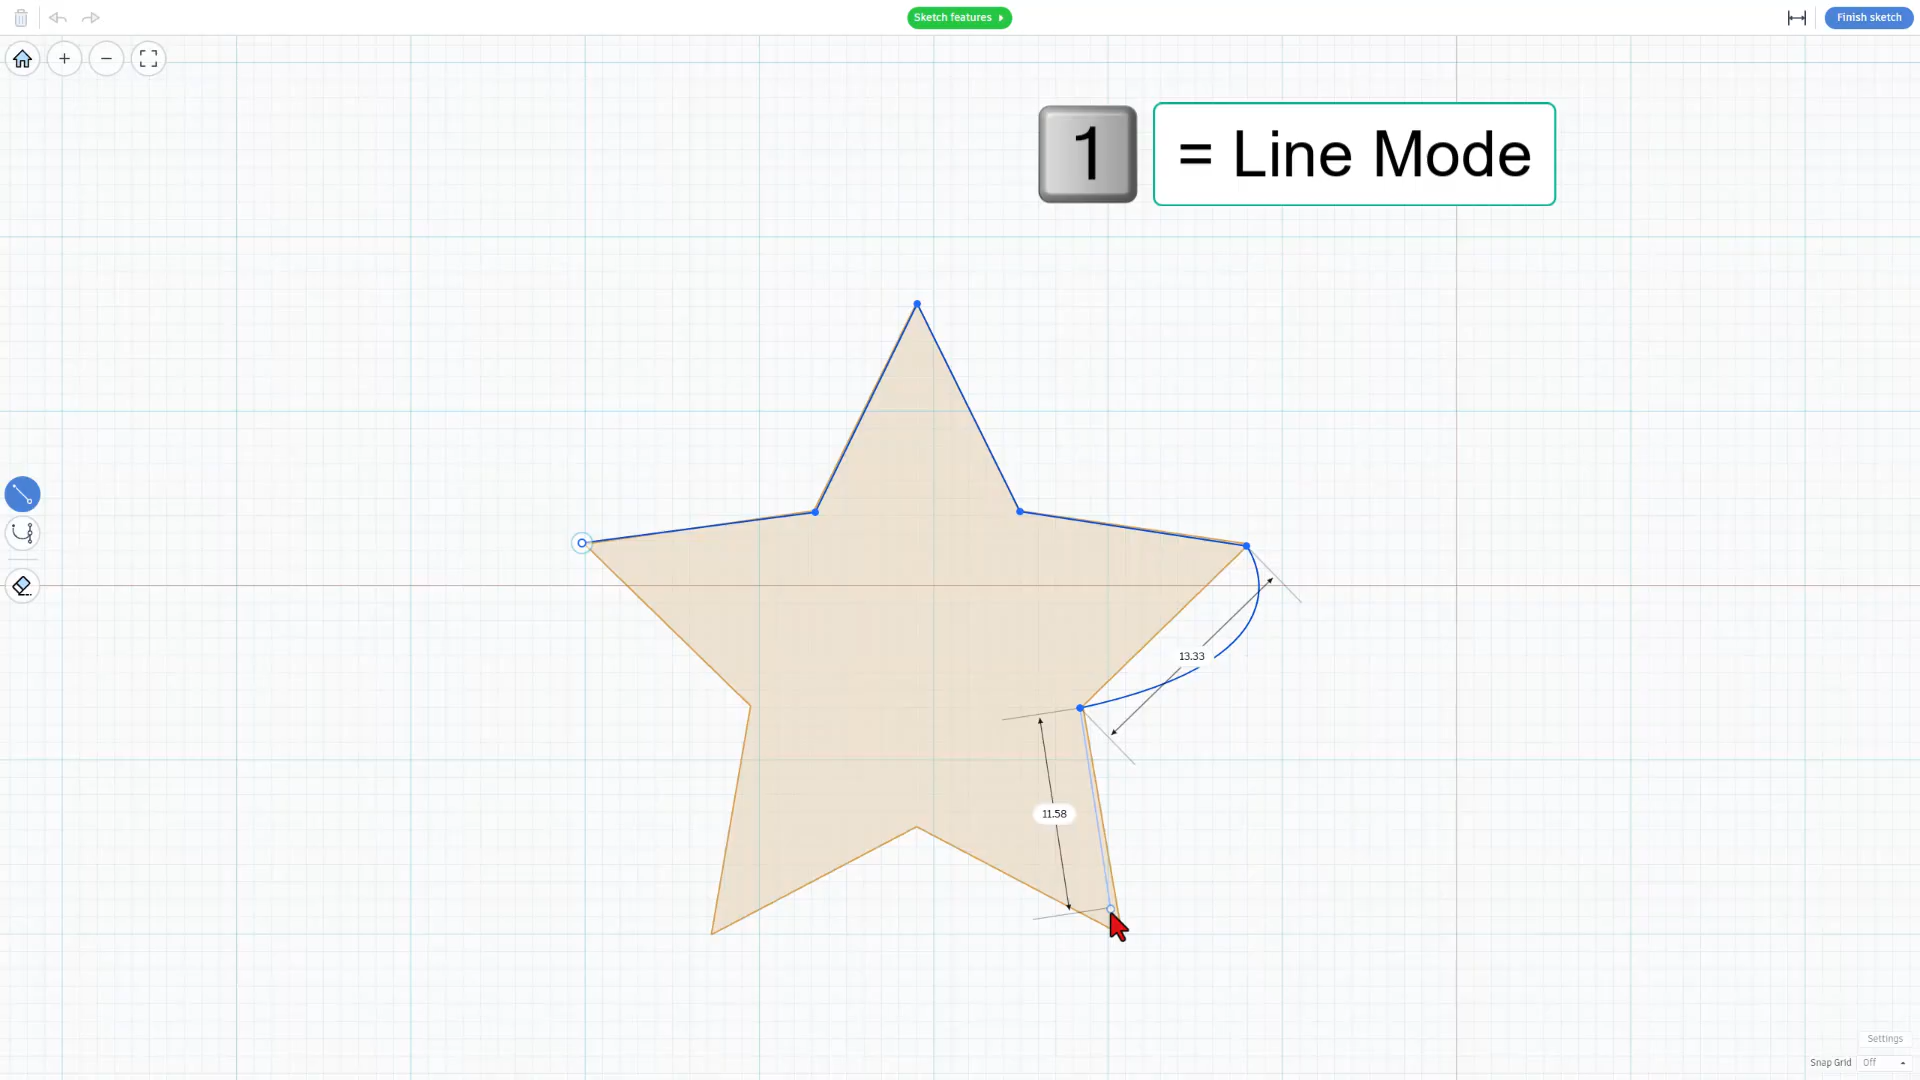 Sketch features
Finish sketch
1 = Line Mode
13.33
11.58
Settings
Snap Grid Off